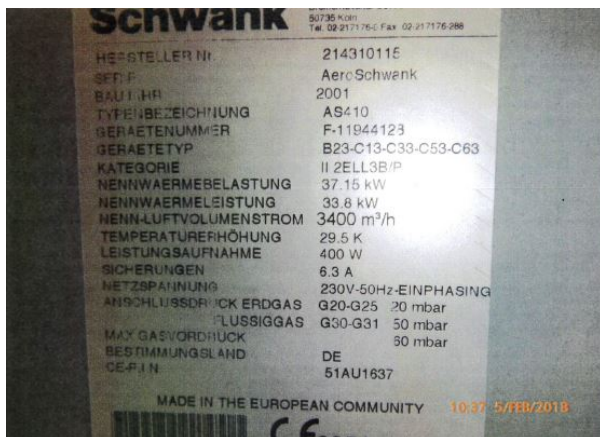 Schwank
50735 Köln
Tel. 02-217176-0 Fax 02-217176-288
HERSTELLER Nr. 214310115
SERIE AeroSchwank
BAUJAHR 2001
TYPENBEZEICHNUNG AS410
GERAETENUMMER F-11944123
GERAETETYP B23-C13-C33-C53-C63
KATEGORIE II 2ELL3B/P
NENNWAERMEBELASTUNG 37.15 kW
NENNWAERMELEISTUNG 33.8 kW
NENN-LUFTVOLUMENSTROM 3400 m³/h
TEMPERATURERHÖHUNG 29.5 K
LEISTUNGSAUFNAHME 400 W
SICHERUNGEN 6.3 A
NETZSPANNUNG 230V-50Hz-EINPHASING
ANSCHLUSSDRUCK ERDGAS G20-G25 20 mbar
FLUSSIGGAS G30-G31 50 mbar
MAX GASVORDRUCK 60 mbar
BESTIMMUNGSLAND DE
CE-P.I.N. 51AU1637
MADE IN THE EUROPEAN COMMUNITY
CE
10:37 5/FEB/2018